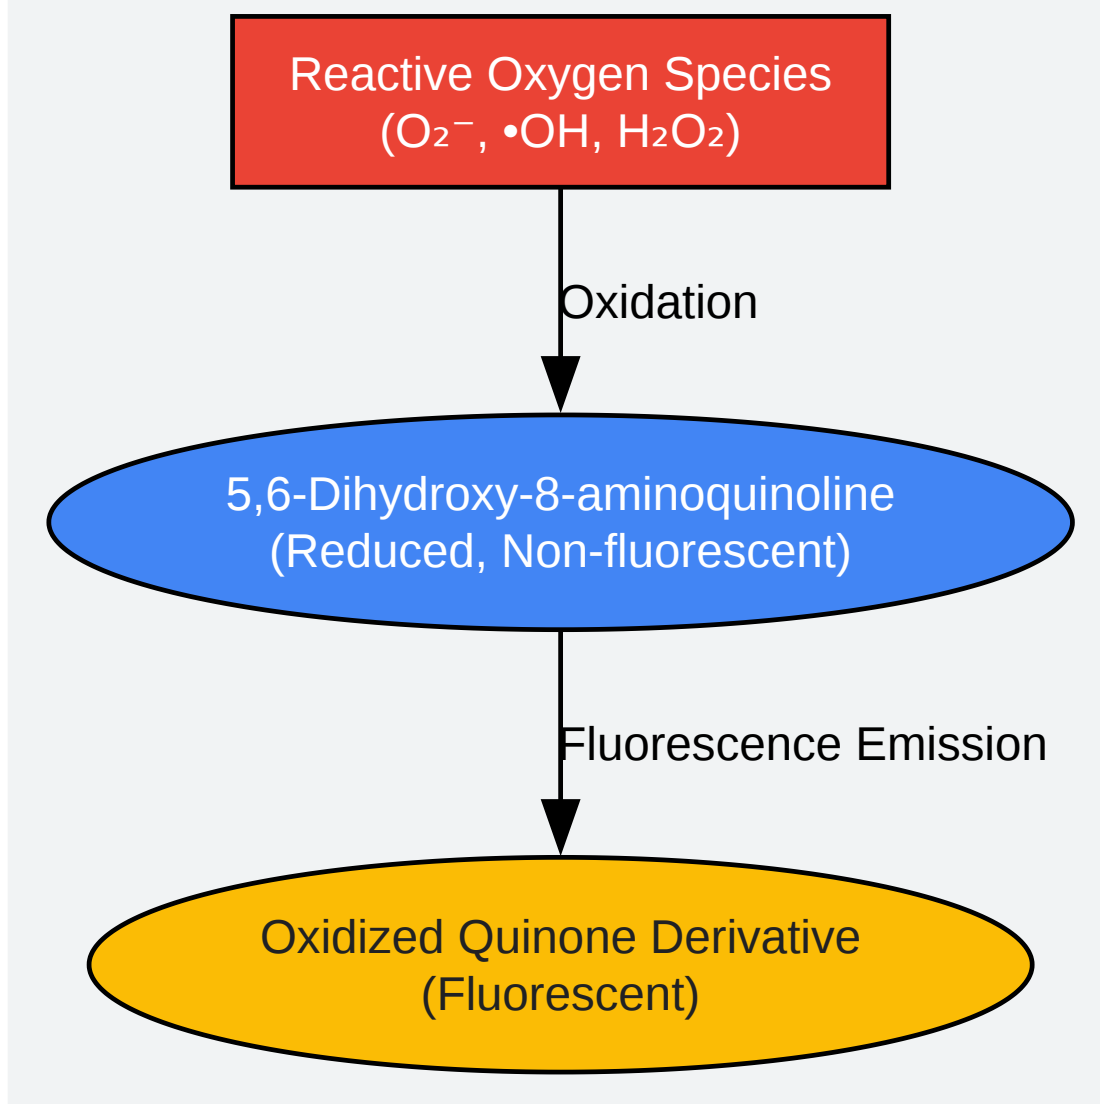 Reactive Oxygen Species
(O₂⁻, •OH, H₂O₂)
Oxidation
5,6-Dihydroxy-8-aminoquinoline
(Reduced, Non-fluorescent)
Fluorescence Emission
Oxidized Quinone Derivative
(Fluorescent)